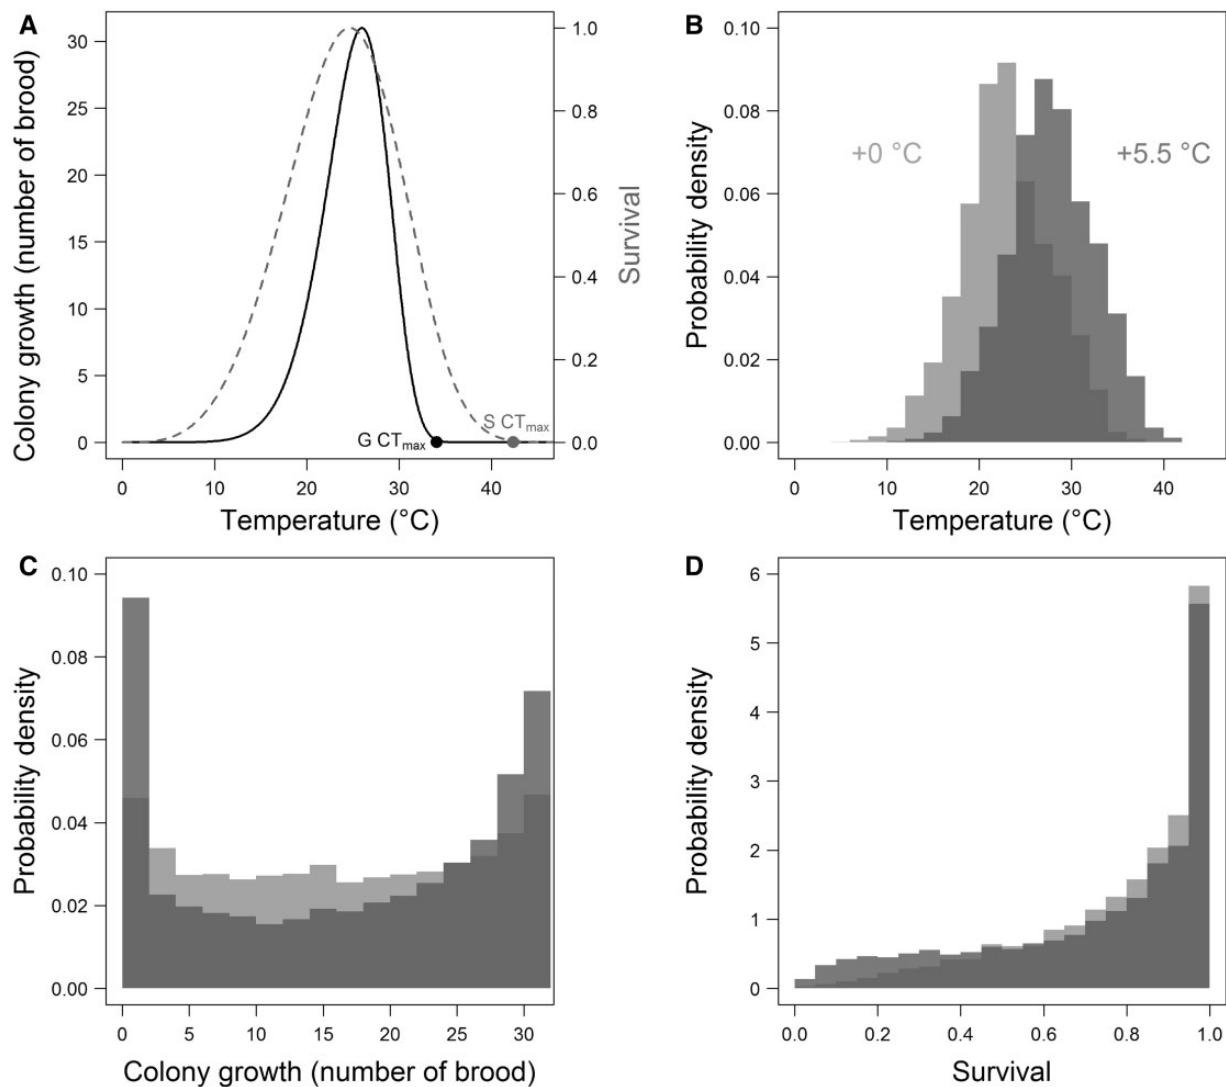 A
Colony growth (number of brood)
30
25
20
15
10
5
0
1.0
0.8
0.6
0.4
0.2
0.0
Survival
G CTmax
S CTmax
0 10 20 30 40
Temperature (°C)
B
Probability density
0.10
0.08
0.06
0.04
0.02
0.00
+0 °C
+5.5 °C
0 10 20 30 40
Temperature (°C)
C
Probability density
0.10
0.08
0.06
0.04
0.02
0.00
0 5 10 15 20 25 30
Colony growth (number of brood)
D
Probability density
6
5
4
3
2
1
0
0.0 0.2 0.4 0.6 0.8 1.0
Survival